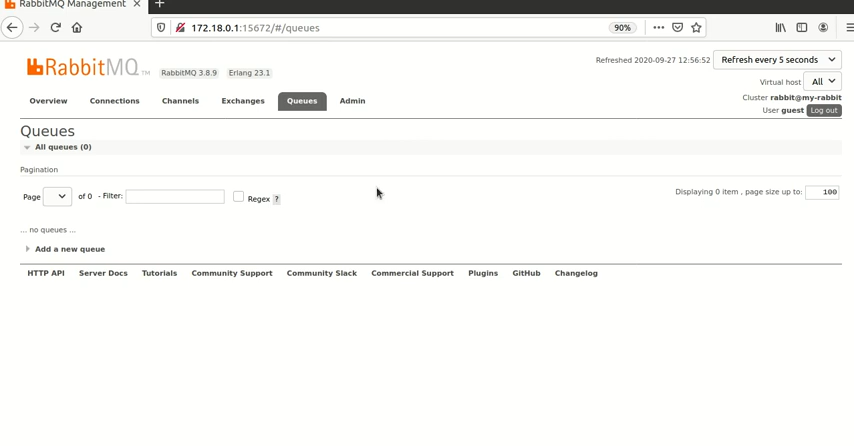 RabbitMQ Management
172.18.0.1:15672/#/queues
90%
RabbitMQ TM
RabbitMQ 3.8.9
Erlang 23.1
Refreshed 2020-09-27 12:56:52
Refresh every 5 seconds
Virtual host
All
Cluster rabbit@my-rabbit
User guest
Log out
Overview
Connections
Channels
Exchanges
Queues
Admin
Queues
All queues (0)
Pagination
Page
of 0
- Filter:
Regex
?
Displaying 0 item , page size up to:
100
... no queues ...
Add a new queue
HTTP API
Server Docs
Tutorials
Community Support
Community Slack
Commercial Support
Plugins
GitHub
Changelog